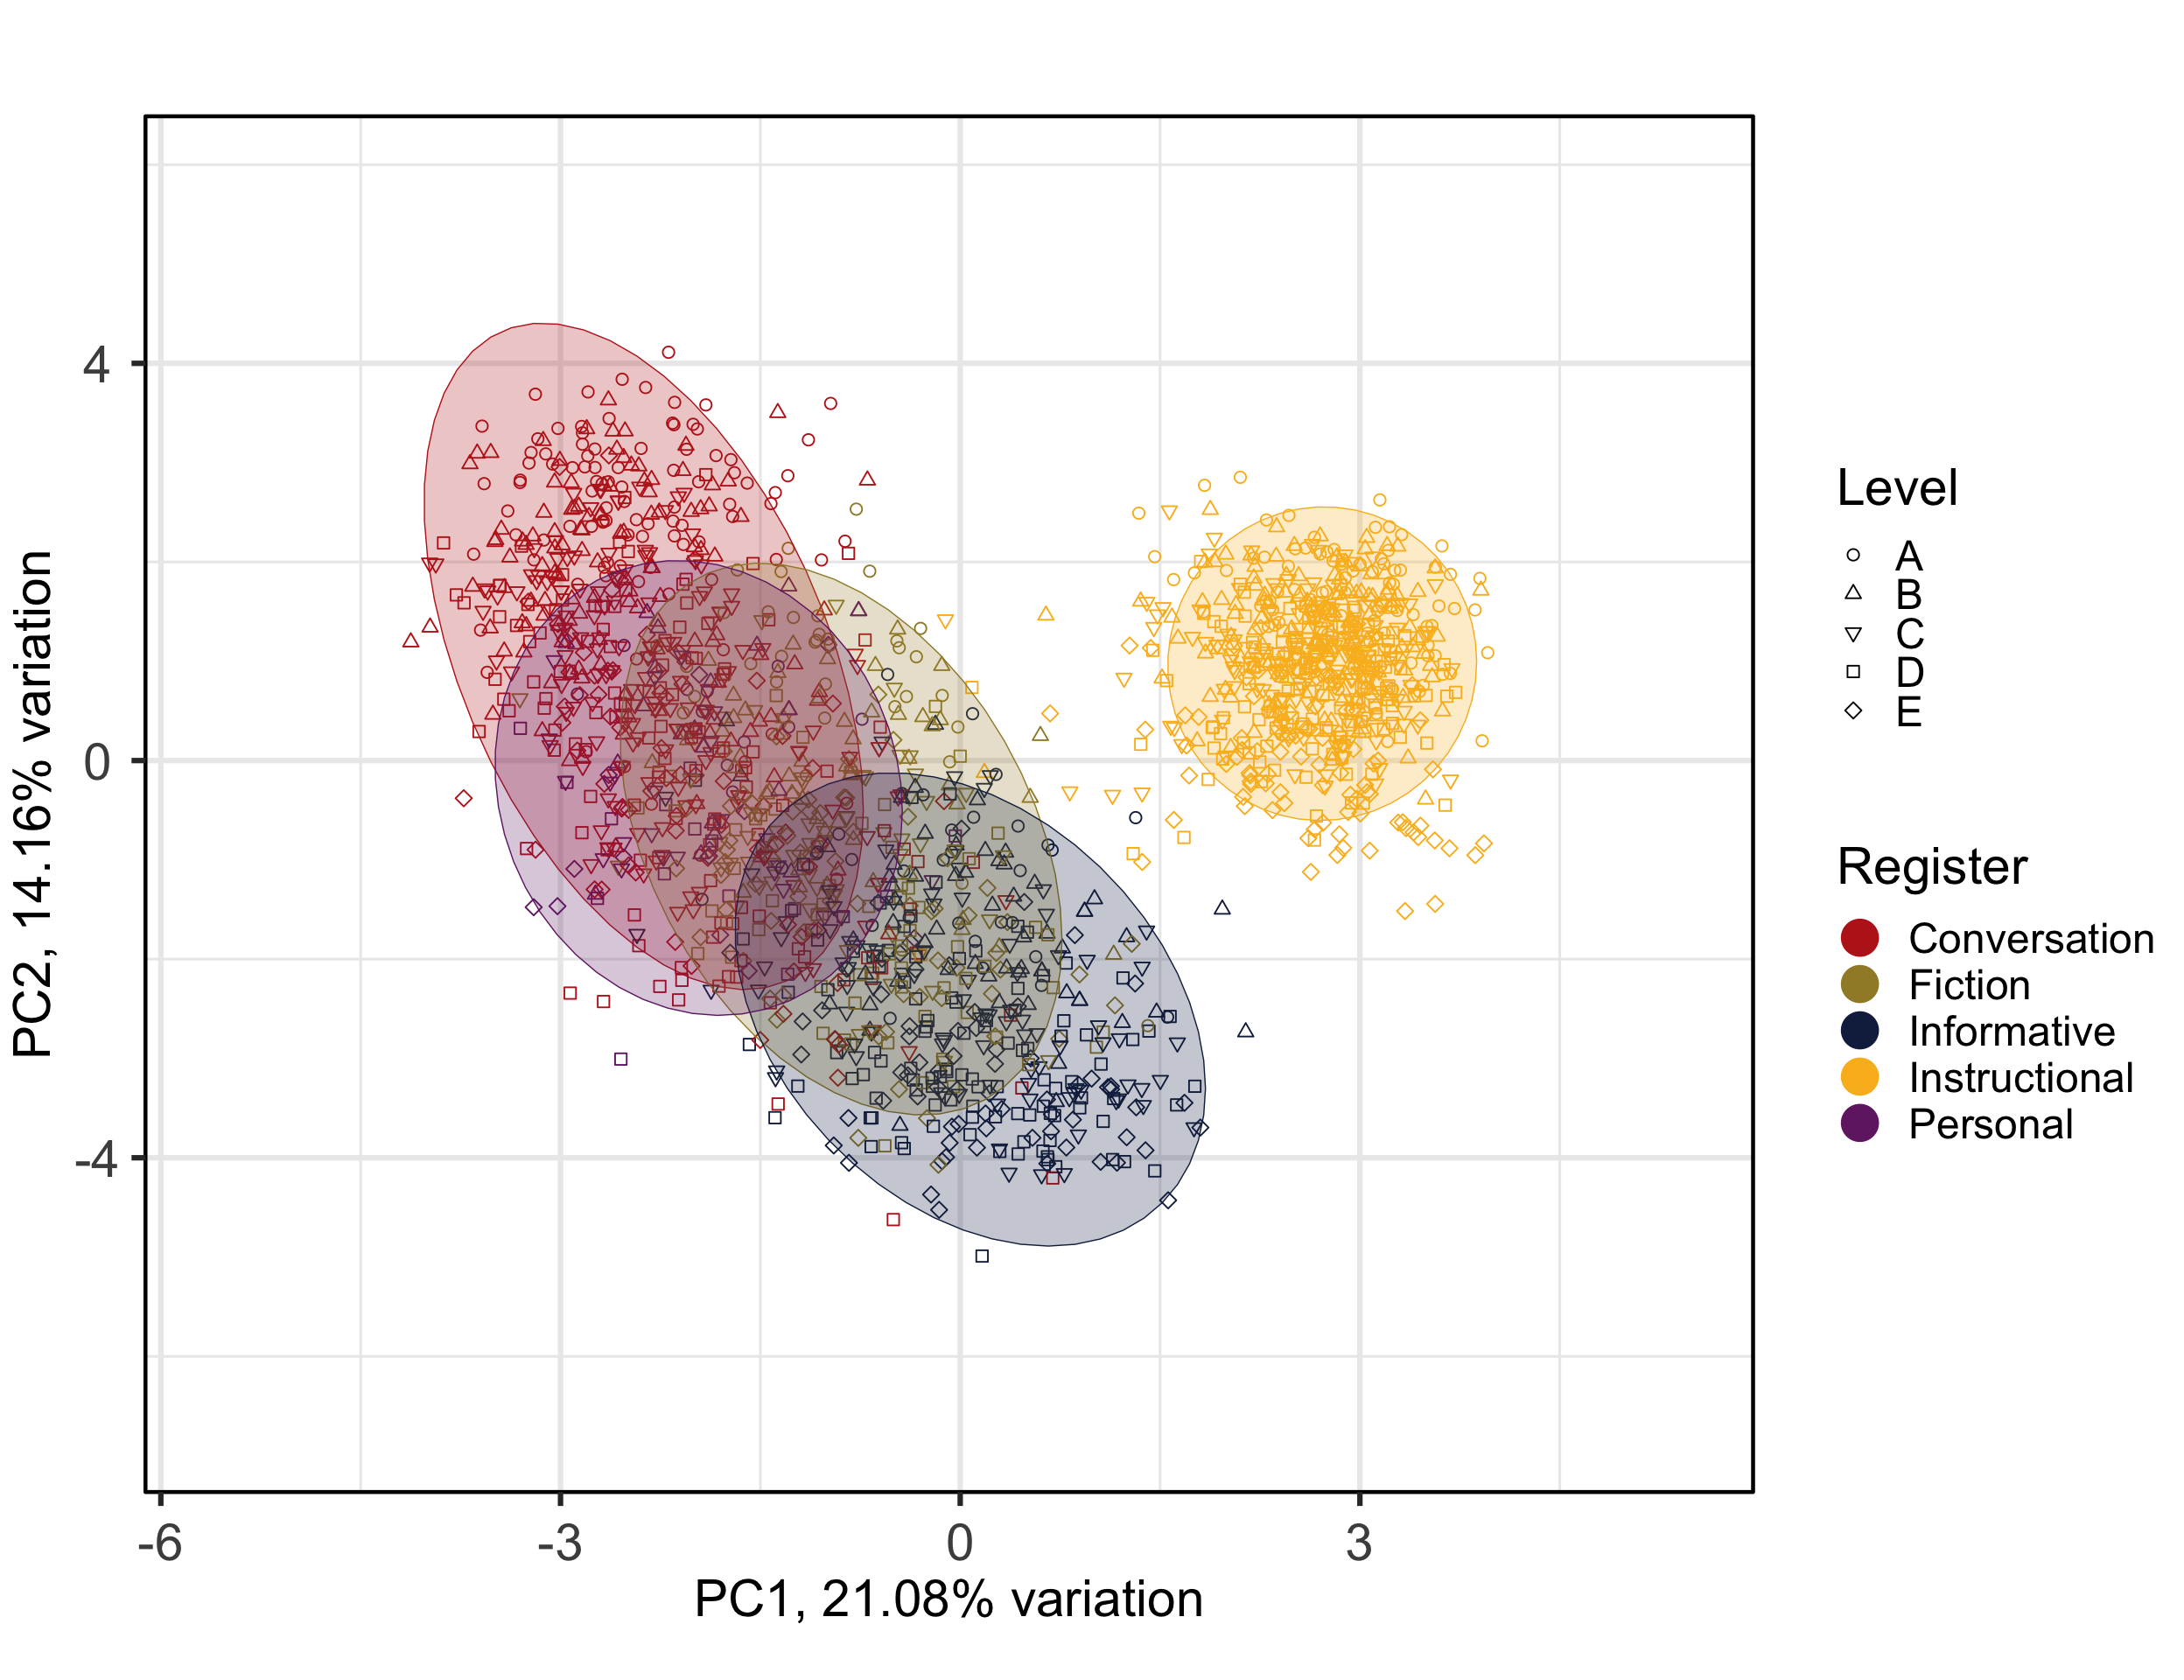 4
0
-4
PC2, 14.16% variation
-6
-3
0
3
PC1, 21.08% variation
Level
A
B
C
D
E
Register
Conversation
Fiction
Informative
Instructional
Personal